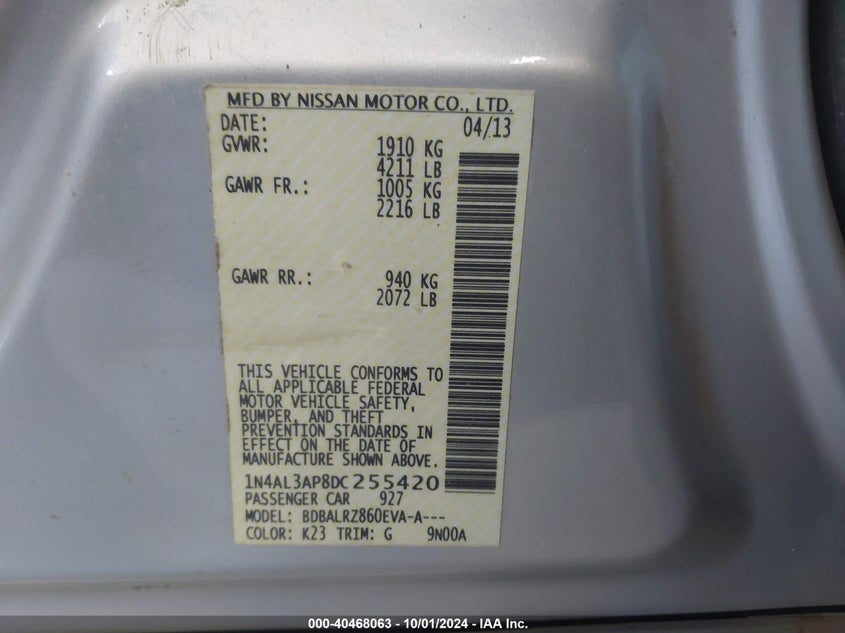 MFD BY NISSAN MOTOR CO., LTD.
DATE: 04/13
GVWR: 1910 KG
4211 LB
GAWR FR.: 1005 KG
2216 LB
GAWR RR.: 940 KG
2072 LB
THIS VEHICLE CONFORMS TO
ALL APPLICABLE FEDERAL
MOTOR VEHICLE SAFETY,
BUMPER, AND THEFT
PREVENTION STANDARDS IN
EFFECT ON THE DATE OF
MANUFACTURE SHOWN ABOVE.
1N4AL3AP8DC255420
PASSENGER CAR 927
MODEL: BDBALRZ860EVA-A---
COLOR: K23 TRIM: G 9N00A
000-40468063 - 10/01/2024 - IAA Inc.